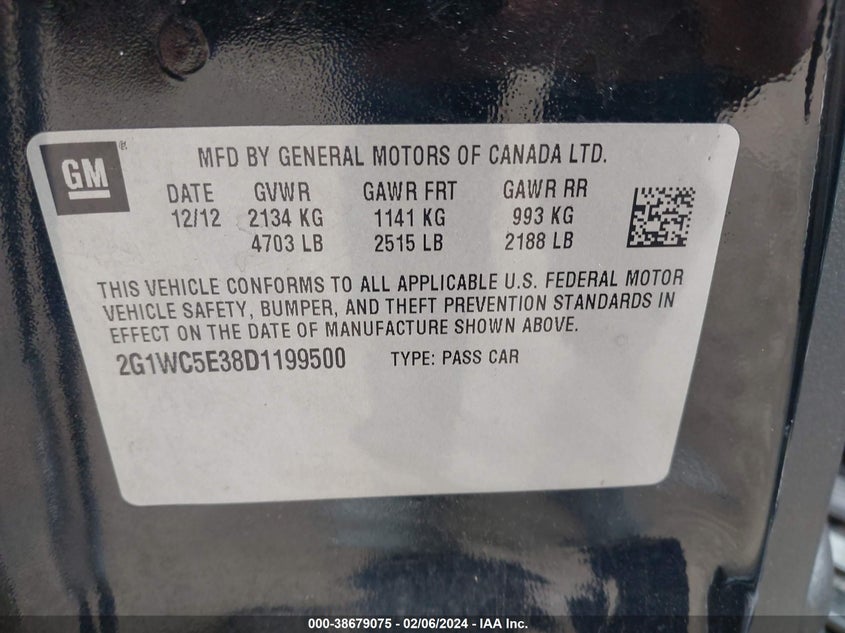 GM
MFD BY GENERAL MOTORS OF CANADA LTD.
DATE GVWR GAWR FRT GAWR RR
12/12 2134 KG 1141 KG 993 KG
4703 LB 2515 LB 2188 LB
THIS VEHICLE CONFORMS TO ALL APPLICABLE U.S. FEDERAL MOTOR
VEHICLE SAFETY, BUMPER, AND THEFT PREVENTION STANDARDS IN
EFFECT ON THE DATE OF MANUFACTURE SHOWN ABOVE.
2G1WC5E38D1199500 TYPE: PASS CAR
000-38679075 - 02/06/2024 - IAA Inc.